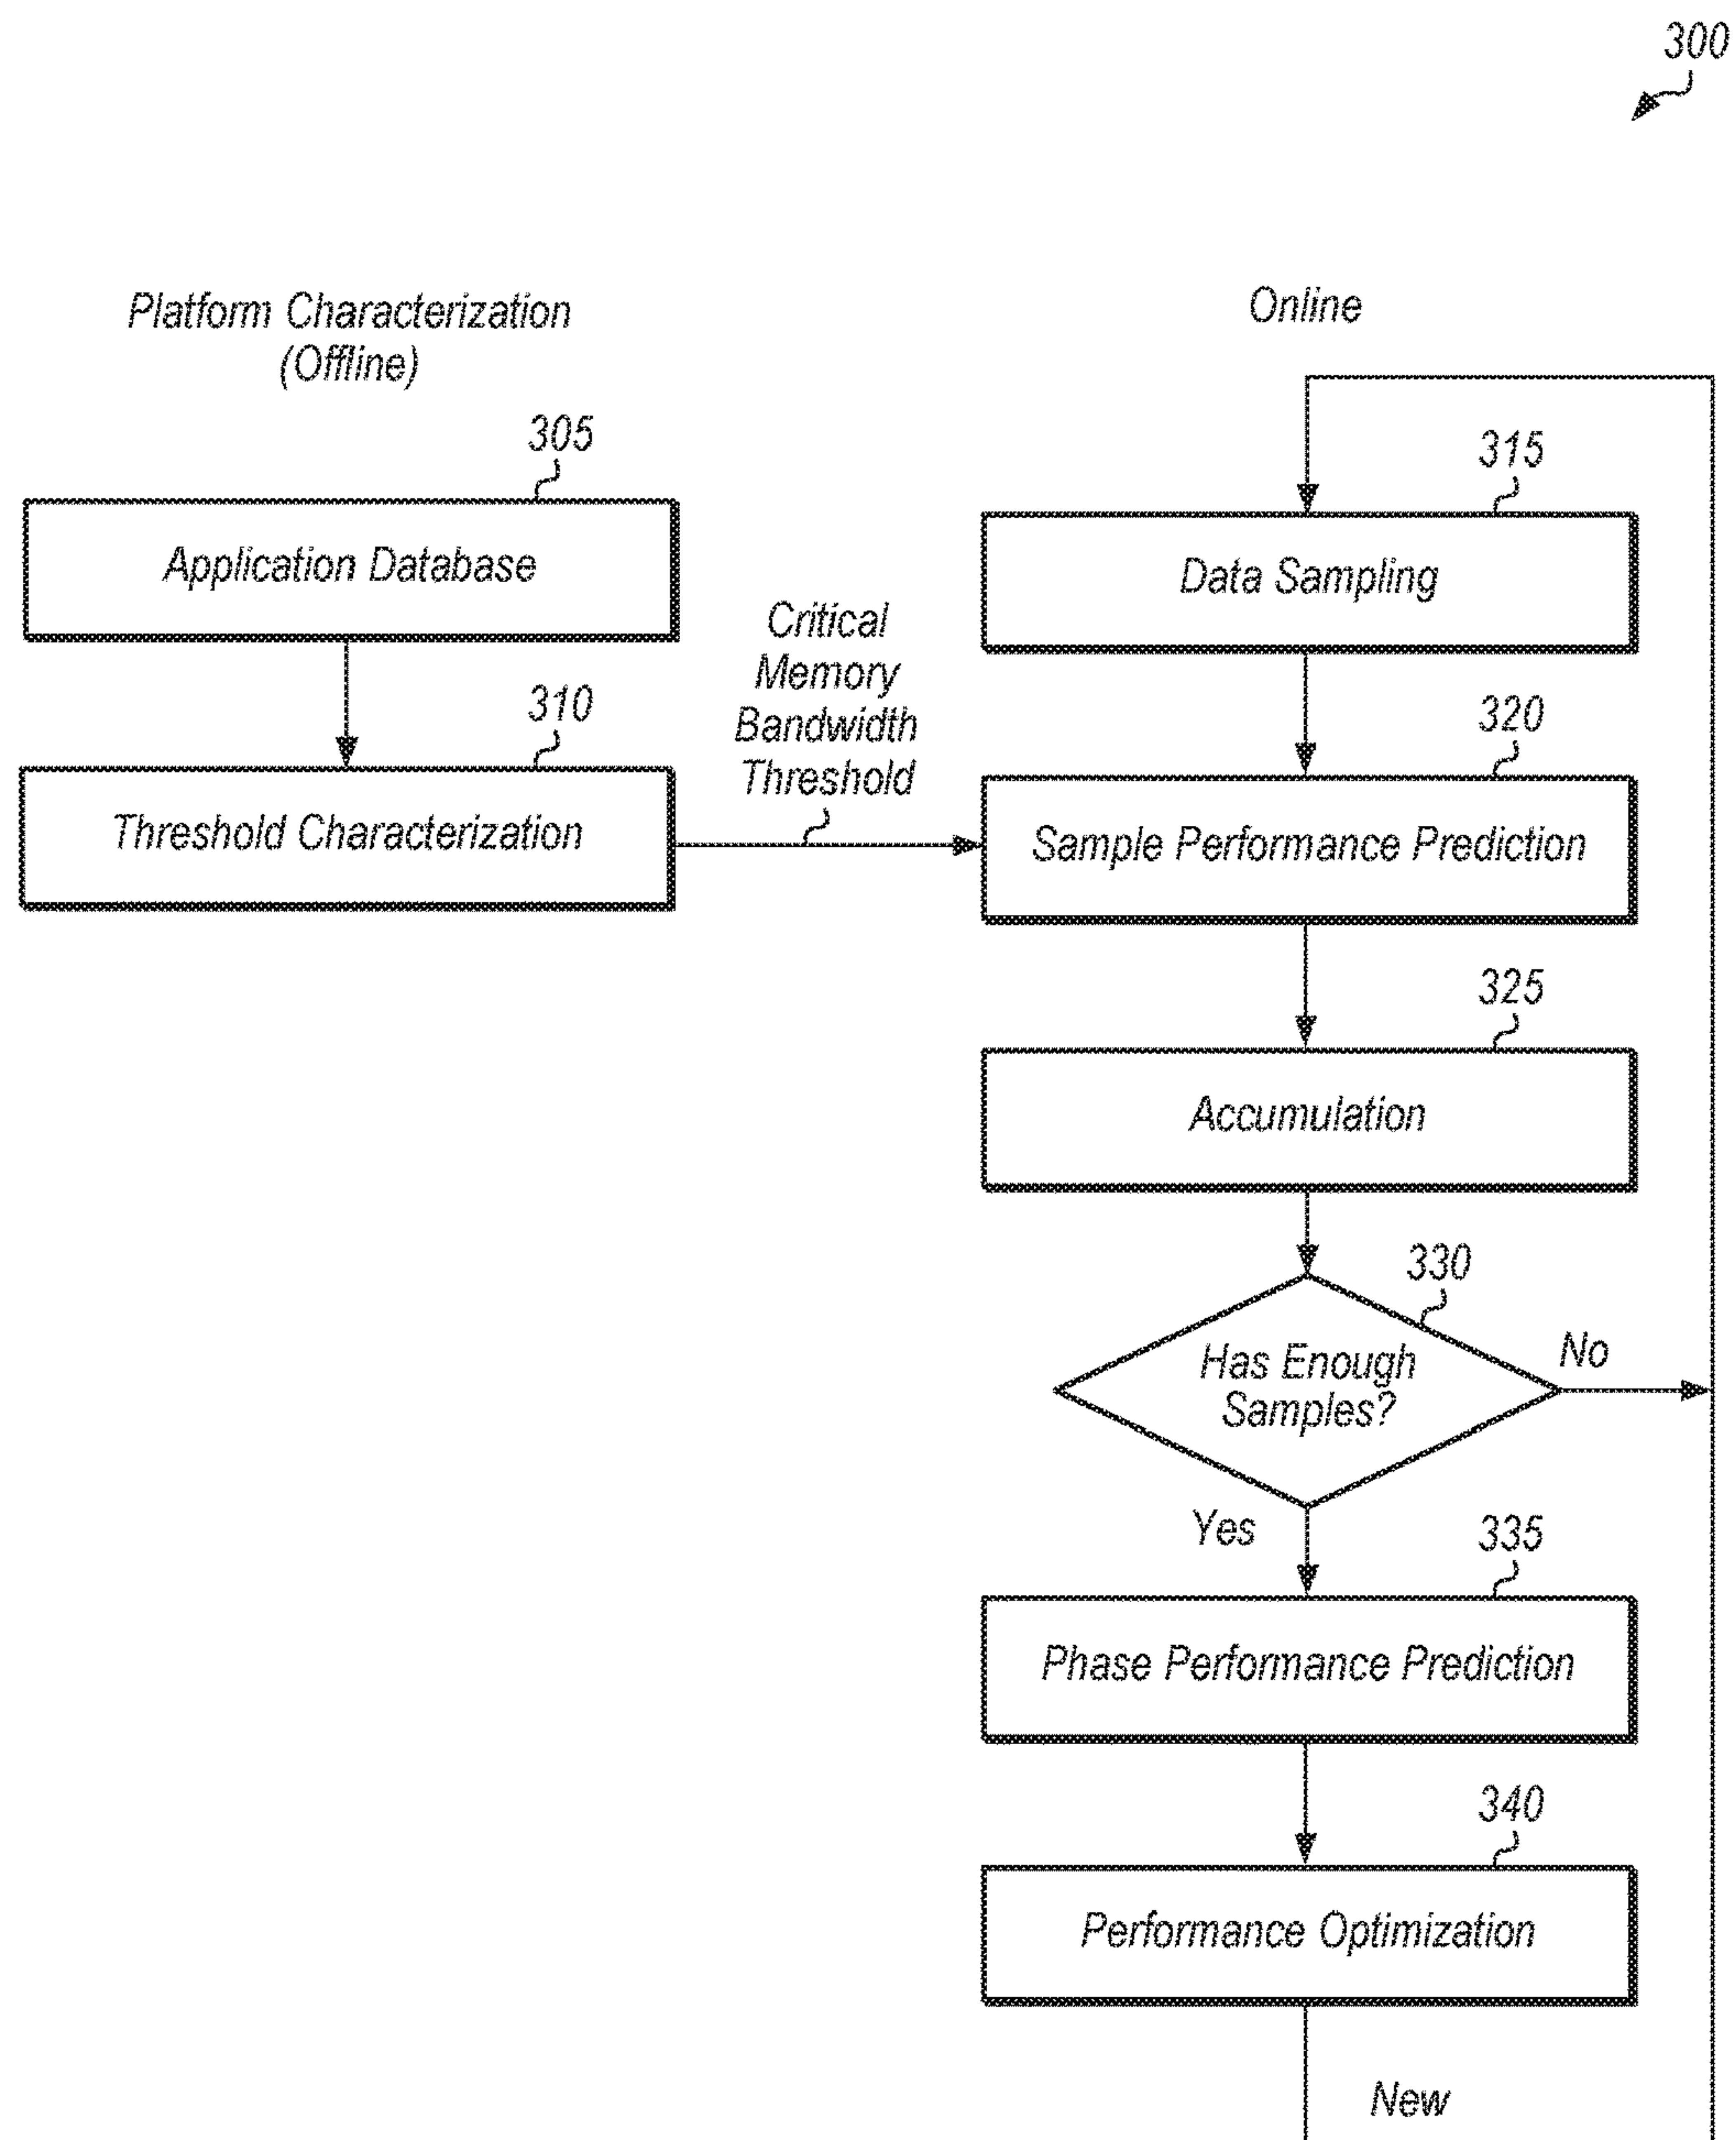 300
Platform Characterization
(Offline)
Online
305
Application Database
315
Data Sampling
Critical
Memory
Bandwidth
Threshold
310
Threshold Characterization
320
Sample Performance Prediction
325
Accumulation
330
Has Enough
Samples?
No
Yes
335
Phase Performance Prediction
340
Performance Optimization
New